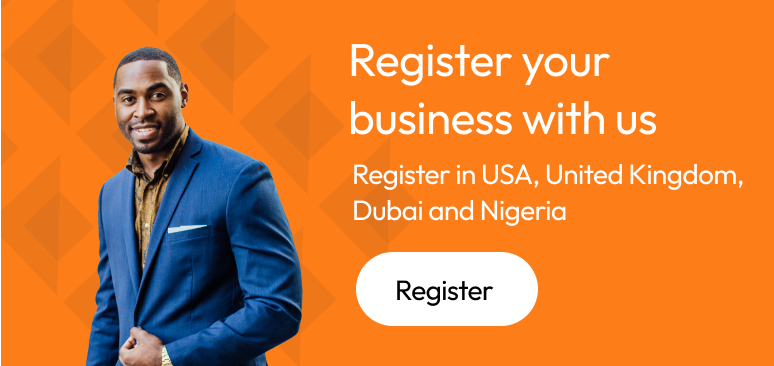 Register your
business with us
Register in USA, United Kingdom,
Dubai and Nigeria
Register